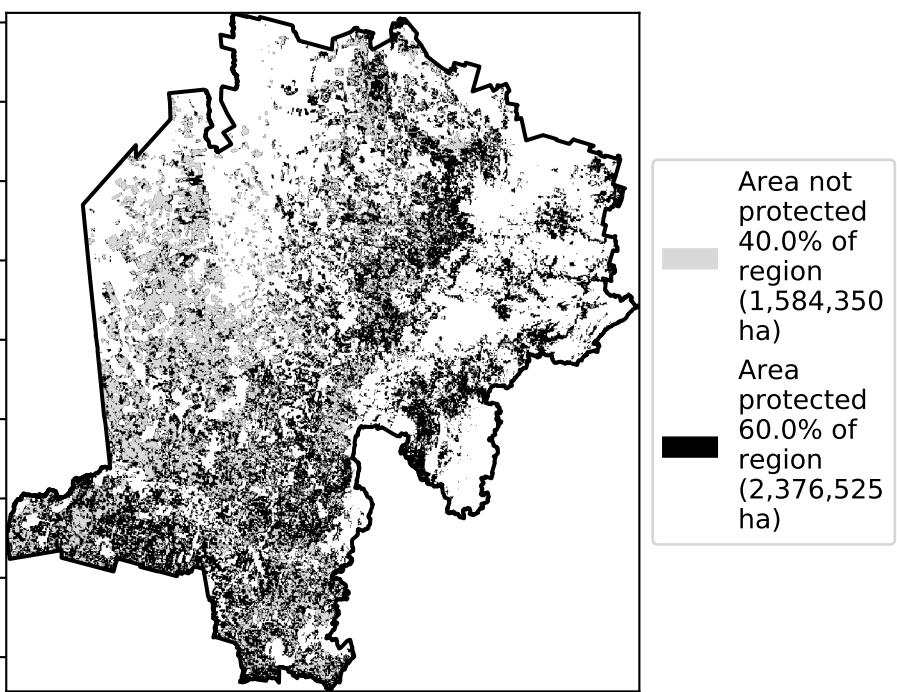 Area not
protected
40.0% of
region
(1,584,350
ha)
Area
protected
60.0% of
region
(2,376,525
ha)